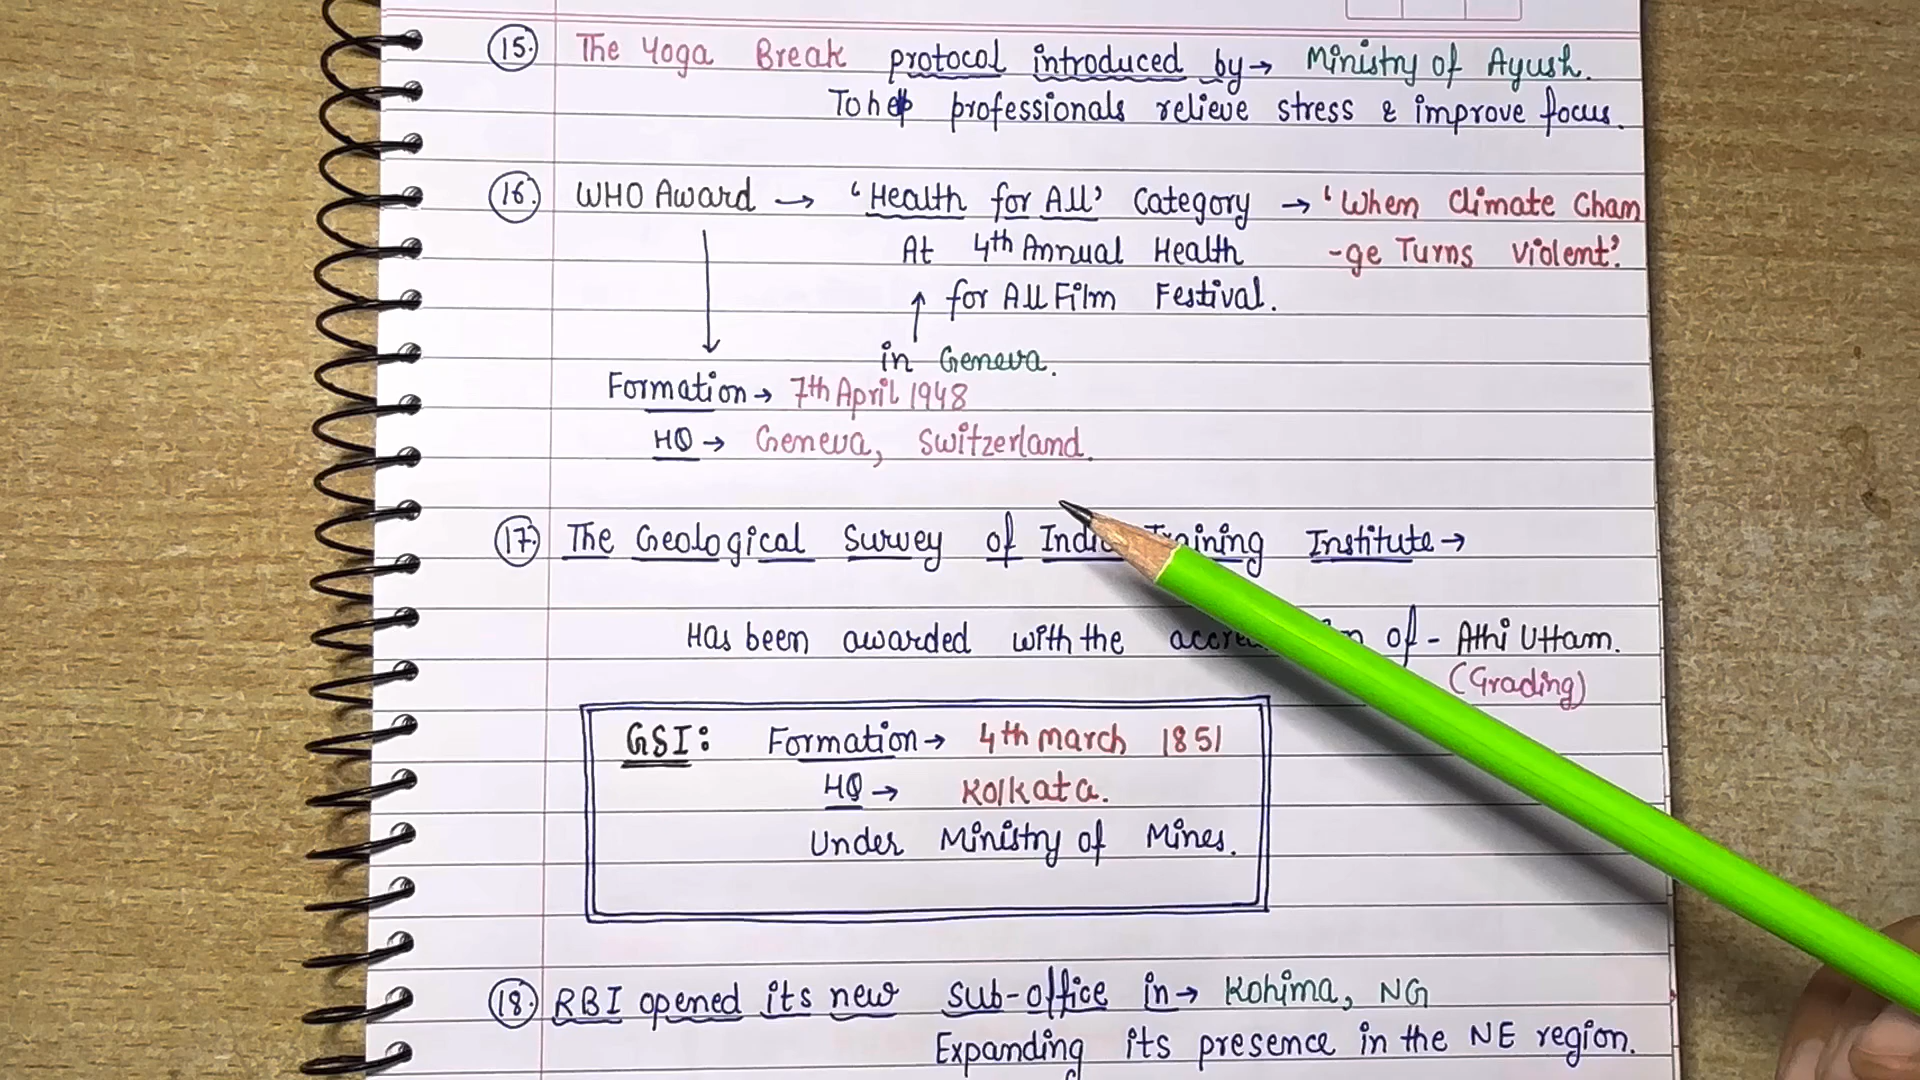 15. The Yoga Break protocol introduced by → Ministry of Ayush.
To help professionals relieve stress & improve focus.
16. WHO Award → 'Health for All' Category → 'When Climate Chan
At 4th Annual Health -ge Turns Violent'.
↑ for All Film Festival.
in Geneva.
Formation → 7th April 1948
HQ → Geneva, Switzerland.
17. The Geological Survey of Training Institute →
Has been awarded with the of - Athi Uttam.
(Grading)
GSI: Formation → 4th march 1851
HQ → Kolkata.
Under Ministry of Mines.
18. RBI opened its new sub-office in → Kohima, NG
Expanding its presence in the NE region.